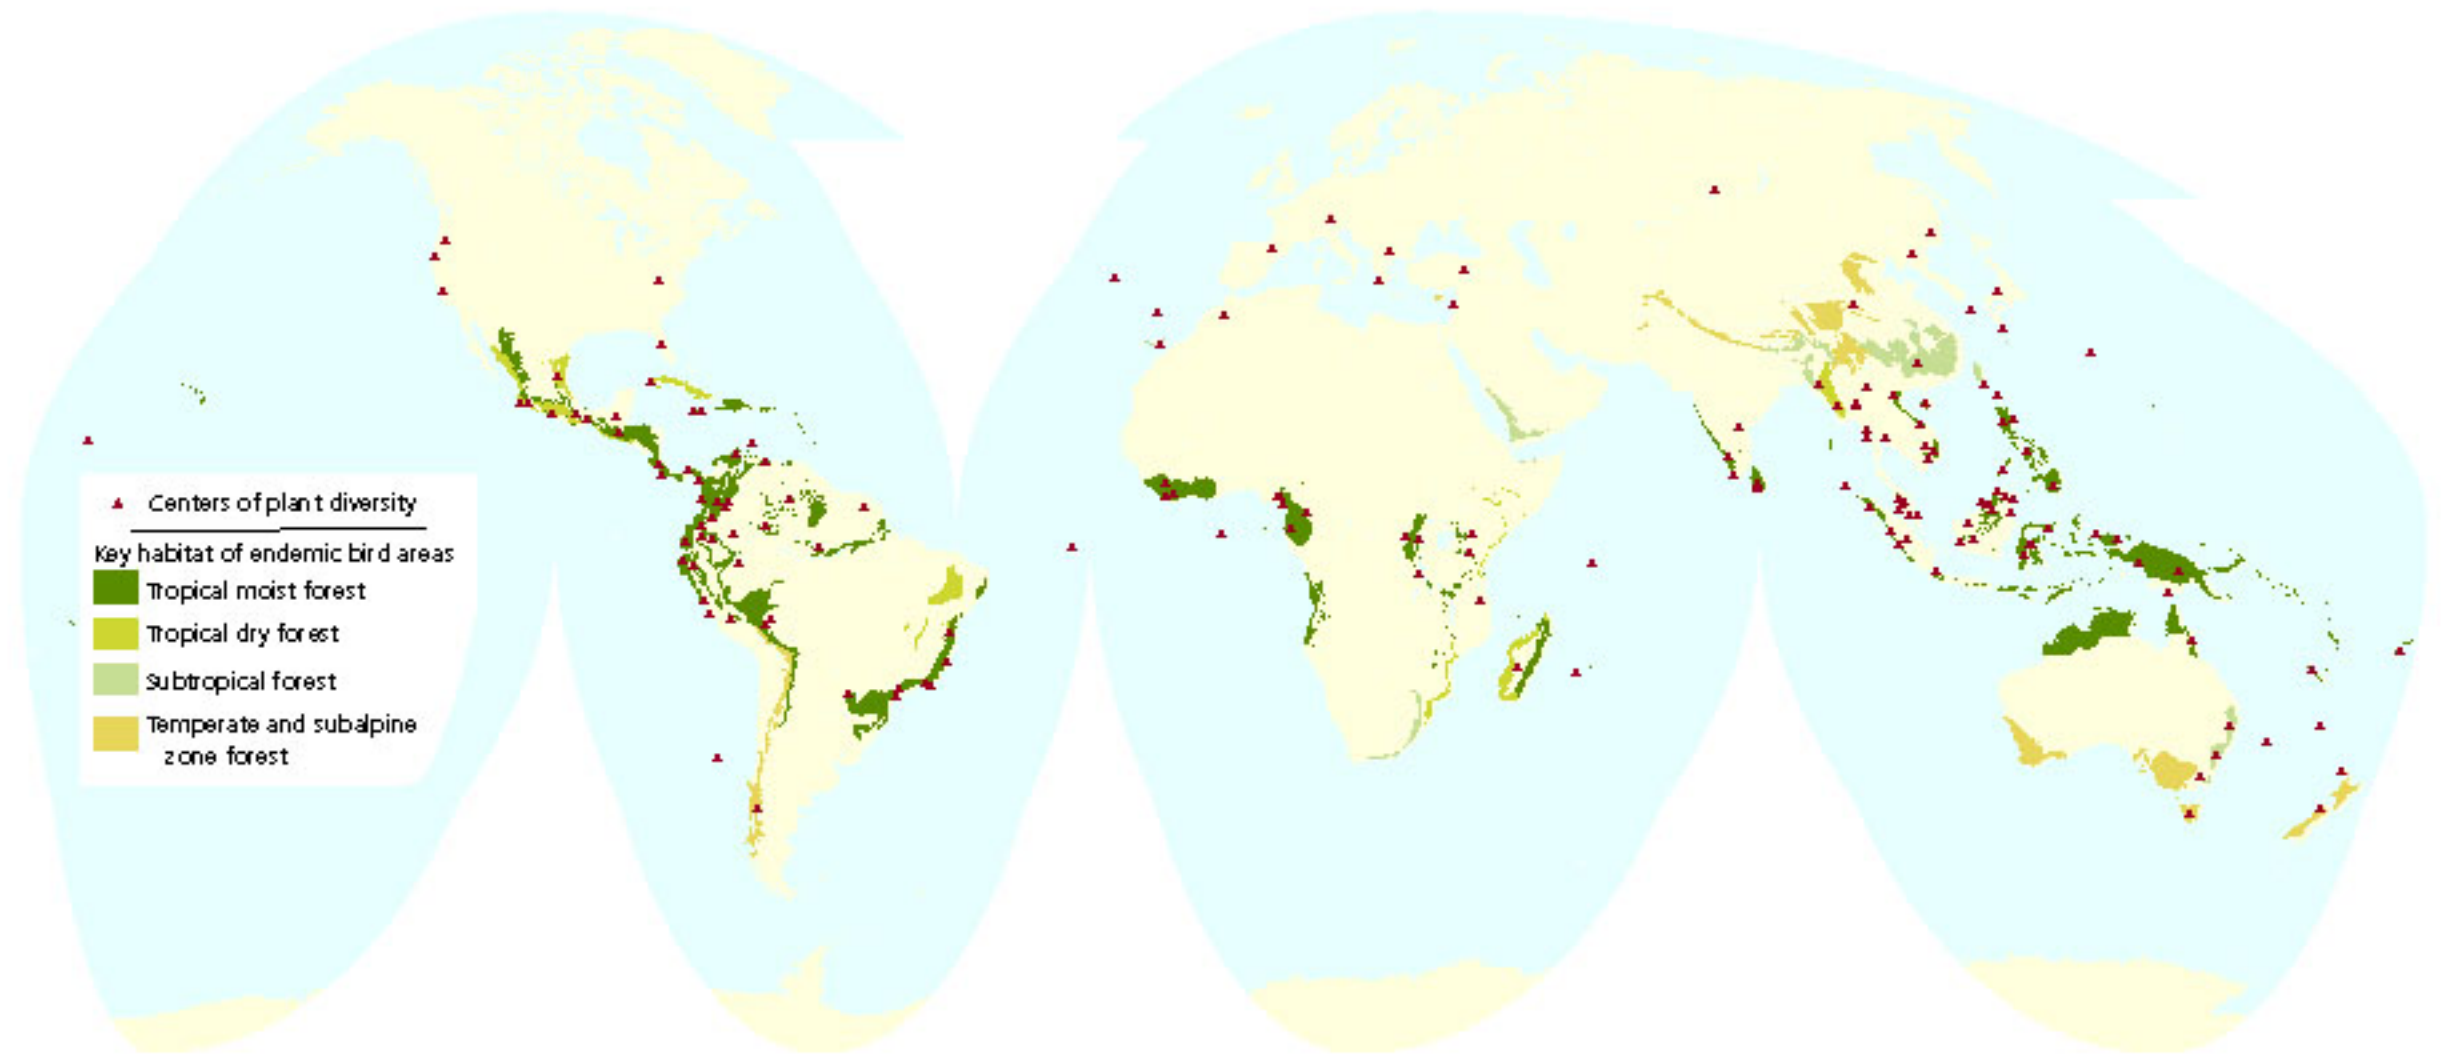 Centers of plant diversity
Key habitat of endemic bird areas
Tropical moist forest
Tropical dry forest
Subtropical forest
Temperate and subalpine
zone forest